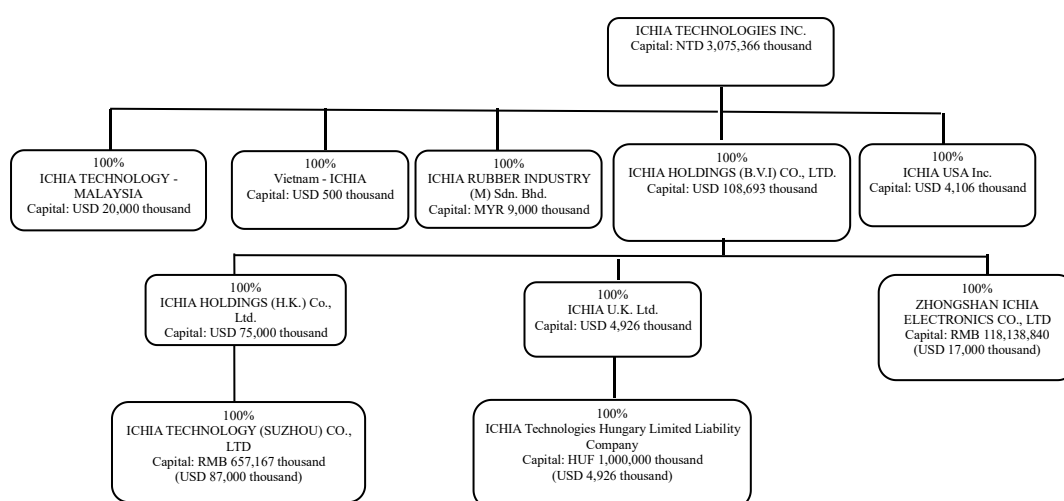 ICHIA TECHNOLOGIES INC.
Capital: NTD 3,075,366 thousand
100%
ICHIA TECHNOLOGY -
MALAYSIA
Capital: USD 20,000 thousand
100%
Vietnam - ICHIA
Capital: USD 500 thousand
100%
ICHIA RUBBER INDUSTRY
(M) Sdn. Bhd.
Capital: MYR 9,000 thousand
100%
ICHIA HOLDINGS (B.V.I) CO., LTD.
Capital: USD 108,693 thousand
100%
ICHIA USA Inc.
Capital: USD 4,106 thousand
100%
ICHIA HOLDINGS (H.K.) Co.,
Ltd.
Capital: USD 75,000 thousand
100%
ICHIA U.K. Ltd.
Capital: USD 4,926 thousand
100%
ZHONGSHAN ICHIA
ELECTRONICS CO., LTD
Capital: RMB 118,138,840
(USD 17,000 thousand)
100%
ICHIA TECHNOLOGY (SUZHOU) CO.,
LTD
Capital: RMB 657,167 thousand
(USD 87,000 thousand)
100%
ICHIA Technologies Hungary Limited Liability
Company
Capital: HUF 1,000,000 thousand
(USD 4,926 thousand)